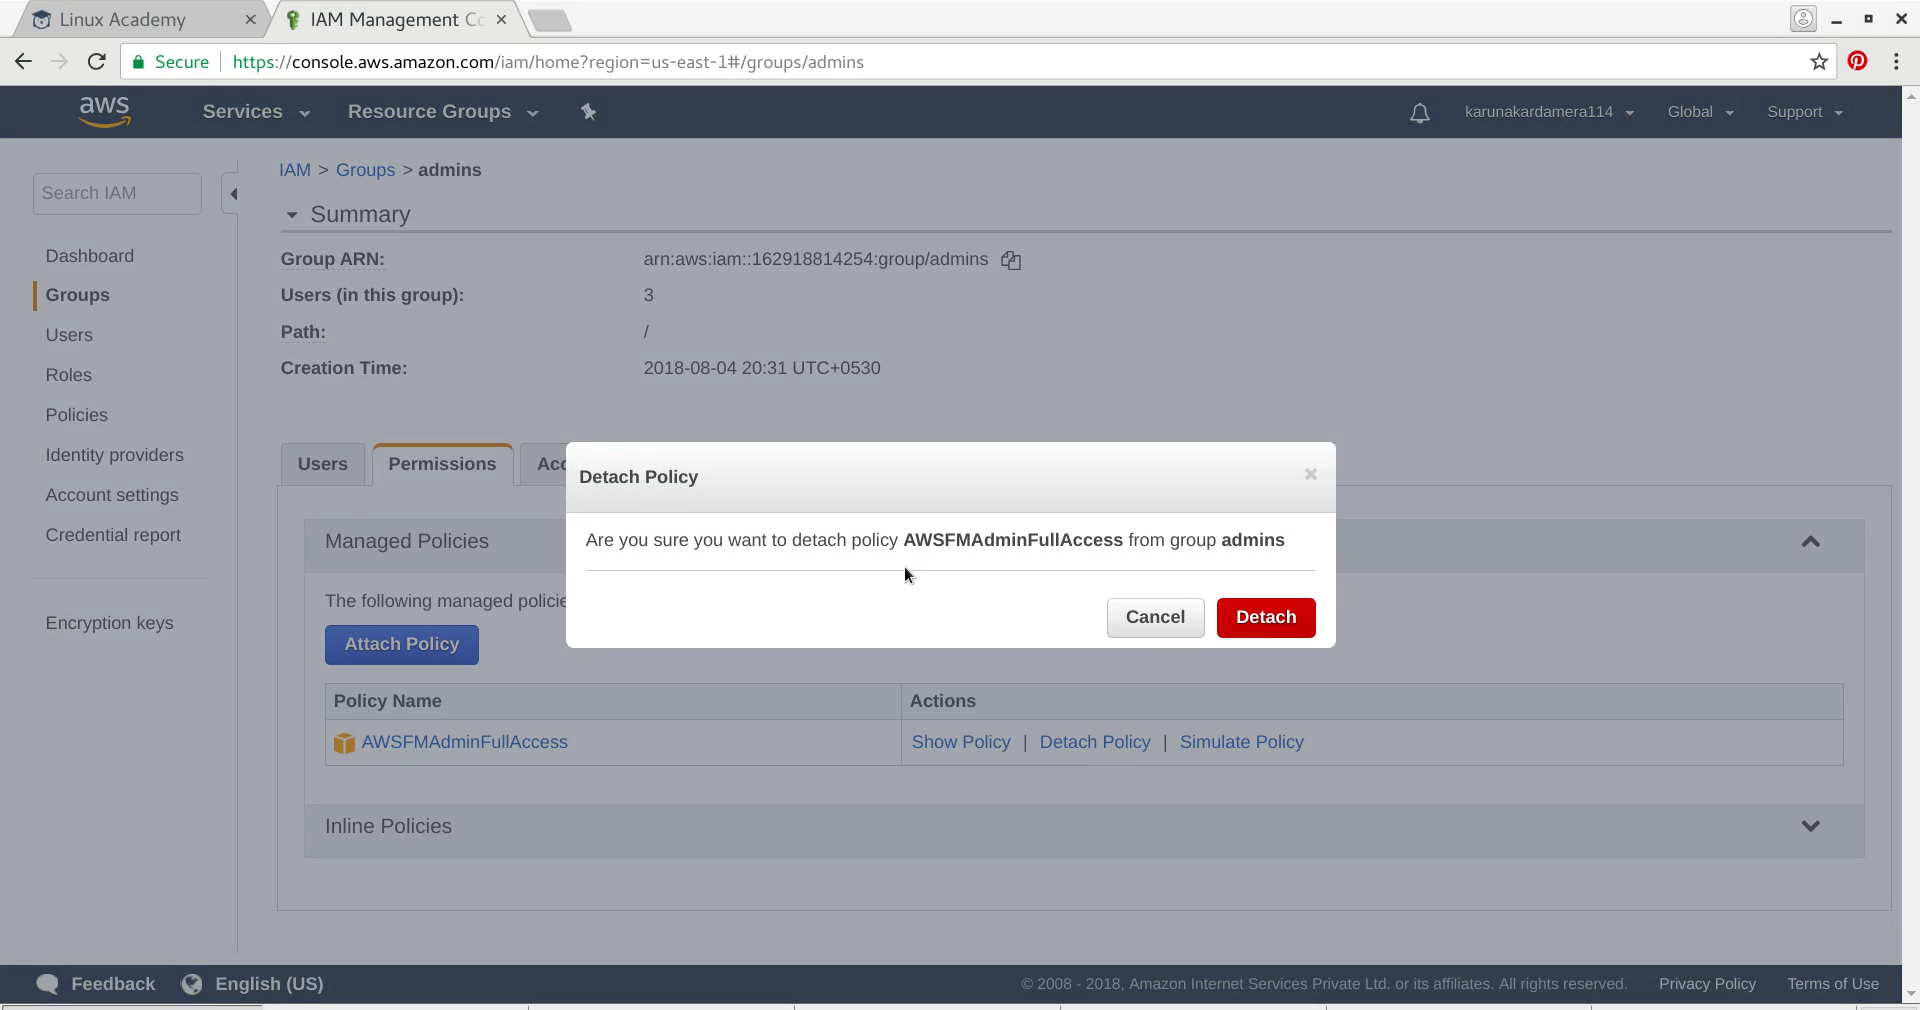 Linux Academy
IAM Management Co
Secure https://console.aws.amazon.com/iam/home?region=us-east-1#/groups/admins
aws Services Resource Groups karunakardamera114 Global Support
Search IAM
Dashboard
Groups
Users
Roles
Policies
Identity providers
Account settings
Credential report
Encryption keys
IAM > Groups > admins
Summary
Group ARN: arn:aws:iam::162918814254:group/admins
Users (in this group): 3
Path: /
Creation Time: 2018-08-04 20:31 UTC+0530
Users Permissions Acc
Detach Policy
Are you sure you want to detach policy AWSFMAdminFullAccess from group admins
Cancel Detach
Managed Policies
The following managed policie
Attach Policy
Policy Name Actions
AWSFMAdminFullAccess Show Policy | Detach Policy | Simulate Policy
Inline Policies
Feedback English (US) © 2008 - 2018, Amazon Internet Services Private Ltd. or its affiliates. All rights reserved. Privacy Policy Terms of Use